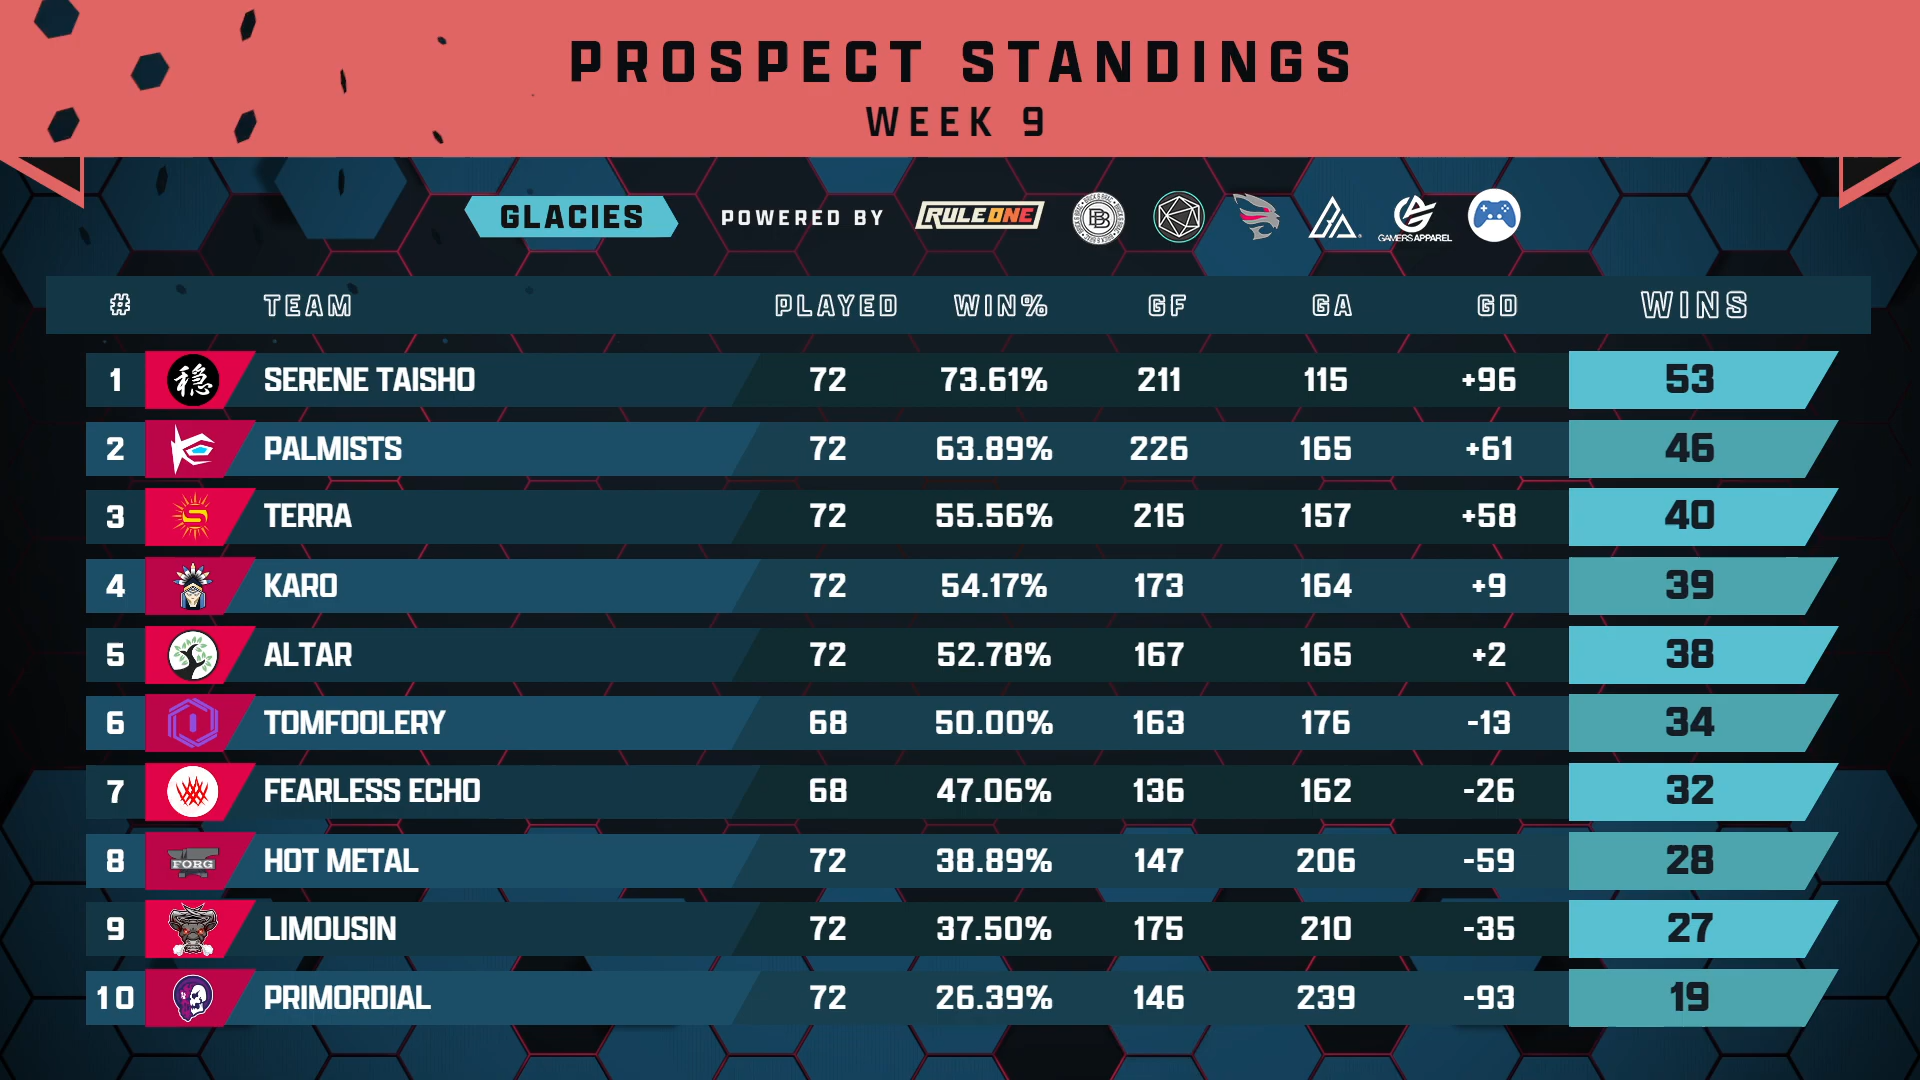 PROSPECT STANDINGS
WEEK 9
GLACIES POWERED BY RULEONE GAMERS APPAREL
# TEAM PLAYED WIN% GF GA GD WINS
1 穏 SERENE TAISHO 72 73.61% 211 115 +96 53
2 PALMISTS 72 63.89% 226 165 +61 46
3 S TERRA 72 55.56% 215 157 +58 40
4 KARO 72 54.17% 173 164 +9 39
5 ALTAR 72 52.78% 167 165 +2 38
6 TOMFOOLERY 68 50.00% 163 176 -13 34
7 FEARLESS ECHO 68 47.06% 136 162 -26 32
8 FORG HOT METAL 72 38.89% 147 206 -59 28
9 LIMOUSIN 72 37.50% 175 210 -35 27
10 PRIMORDIAL 72 26.39% 146 239 -93 19